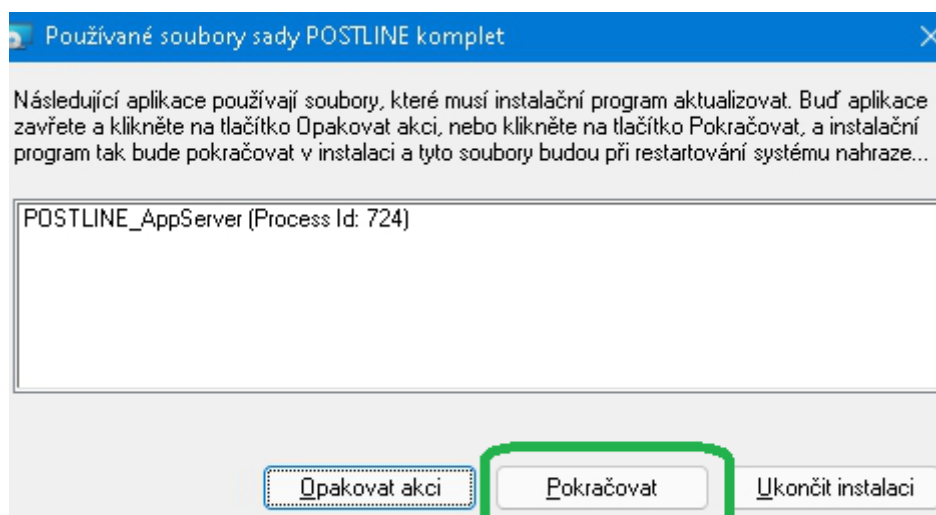 Používané soubory sady POSTLINE komplet
Následující aplikace používají soubory, které musí instalační program aktualizovat. Buď aplikace
zavřete a klikněte na tlačítko Opakovat akci, nebo klikněte na tlačítko Pokračovat, a instalační
program tak bude pokračovat v instalaci a tyto soubory budou při restartování systému nahraze...
POSTLINE_AppServer (Process Id: 724)
Opakovat akci Pokračovat Ukončit instalaci